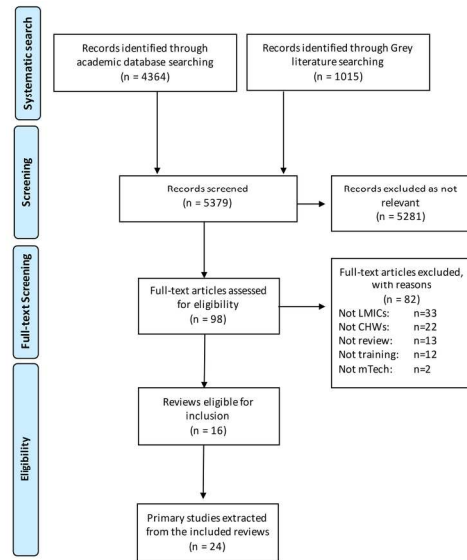 Systematic search
Records identified through
academic database searching
(n = 4364)
Records identified through Grey
literature searching
(n = 1015)
Screening
Records screened
(n = 5379)
Records excluded as not
relevant
(n = 5281)
Full-text Screening
Full-text articles assessed
for eligibility
(n = 98)
Full-text articles excluded,
with reasons
(n = 82)
Not LMICs: n=33
Not CHWs: n=22
Not review: n=13
Not training: n=12
Not mTech: n=2
Eligibility
Reviews eligible for
inclusion
(n = 16)
Primary studies extracted
from the included reviews
(n = 24)